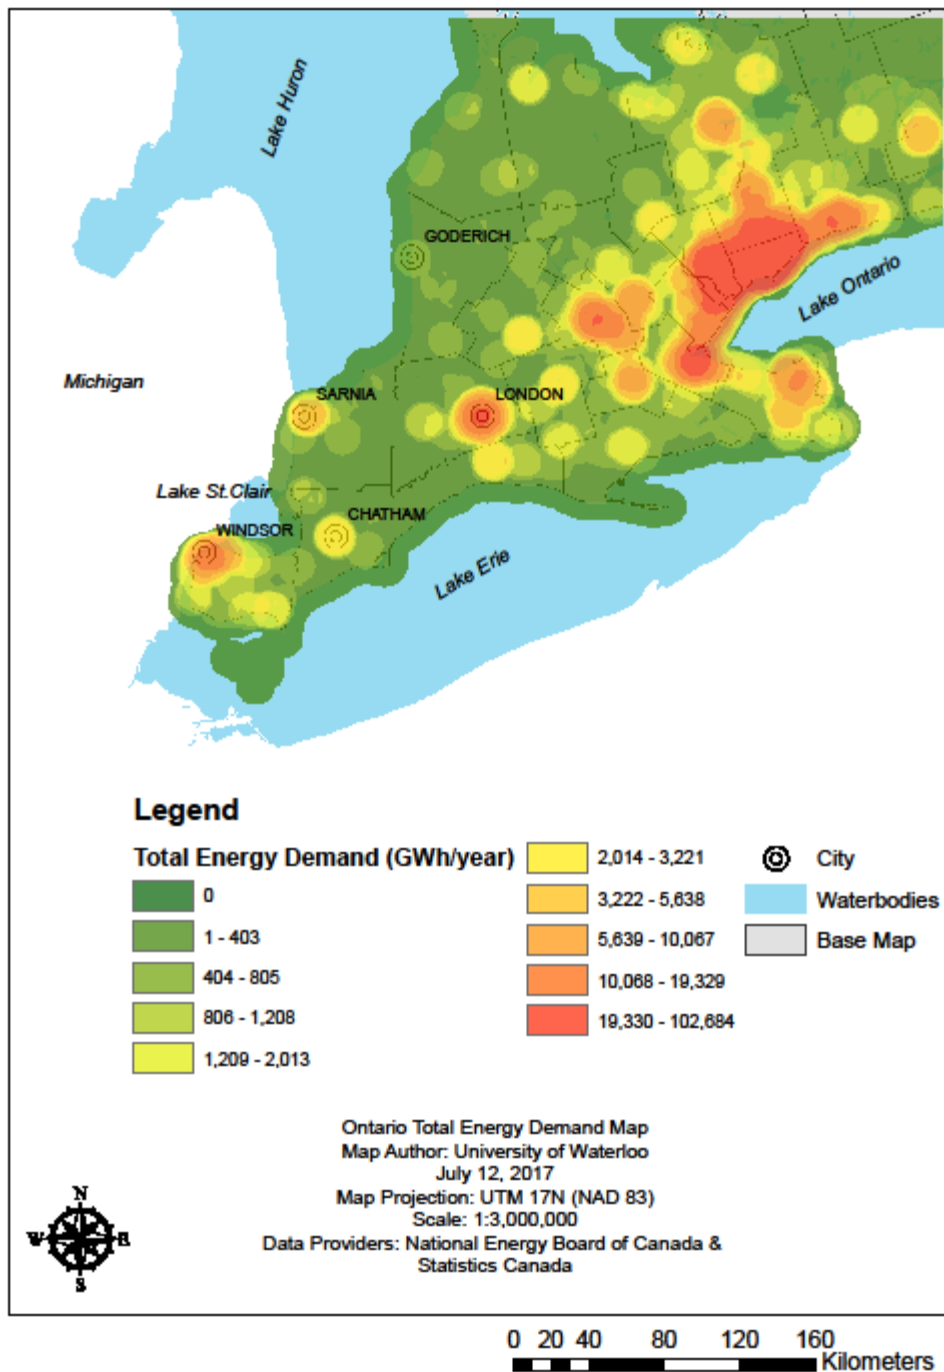 Lake Huron
GODERICH
Lake Ontario
Michigan
SARNIA
LONDON
Lake St.Clair
CHATHAM
WINDSOR
Lake Erie
Legend
Total Energy Demand (GWh/year)
0
1 - 403
404 - 805
806 - 1,208
1,209 - 2,013
2,014 - 3,221
3,222 - 5,638
5,639 - 10,067
10,068 - 19,329
19,330 - 102,684
City
Waterbodies
Base Map
Ontario Total Energy Demand Map
Map Author: University of Waterloo
July 12, 2017
Map Projection: UTM 17N (NAD 83)
Scale: 1:3,000,000
Data Providers: National Energy Board of Canada &
Statistics Canada
N
W E
S
0 20 40 80 120 160
Kilometers